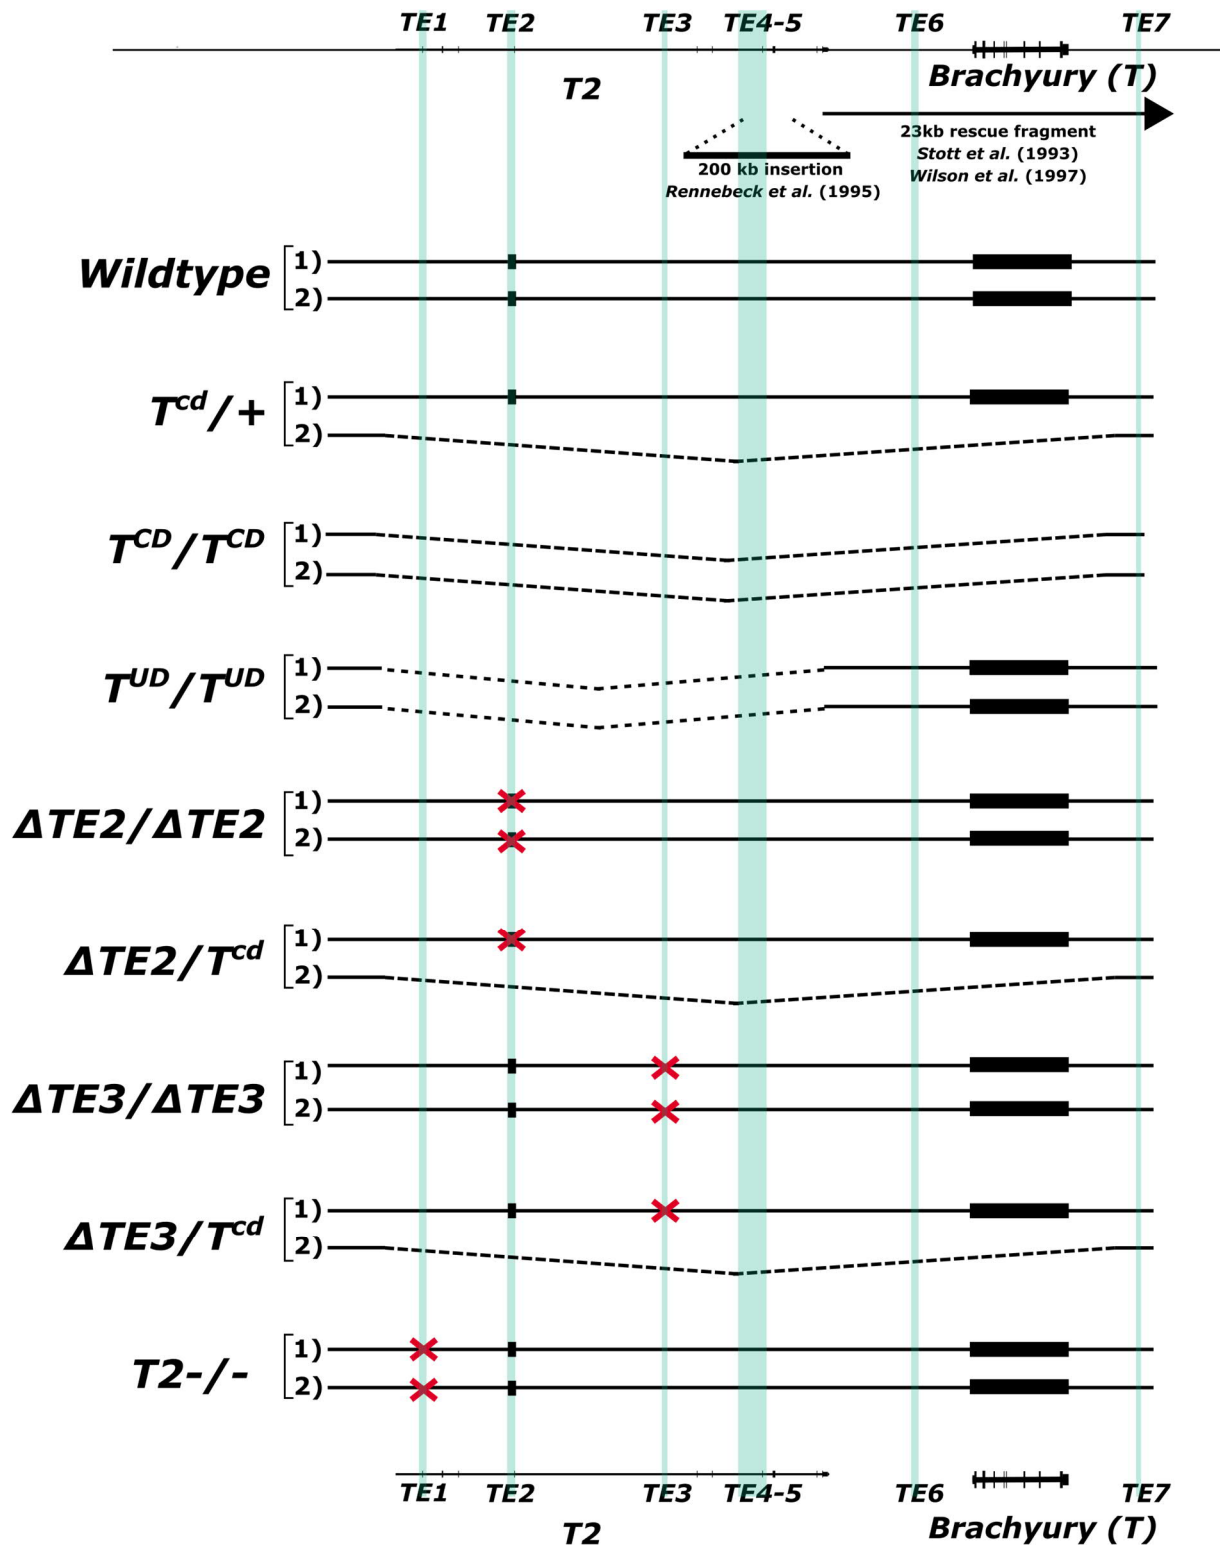 TE1 TE2 TE3 TE4-5 TE6 TE7
T2 Brachyury (T)
23kb rescue fragment
Stott et al. (1993)
Wilson et al. (1997)
200 kb insertion
Rennebeck et al. (1995)
Wildtype
1)
2)
Tcd/+
1)
2)
TCD/TCD
1)
2)
TUD/TUD
1)
2)
ΔTE2/ΔTE2
1)
2)
ΔTE2/Tcd
1)
2)
ΔTE3/ΔTE3
1)
2)
ΔTE3/Tcd
1)
2)
T2-/-
1)
2)
TE1 TE2 TE3 TE4-5 TE6 TE7
T2 Brachyury (T)